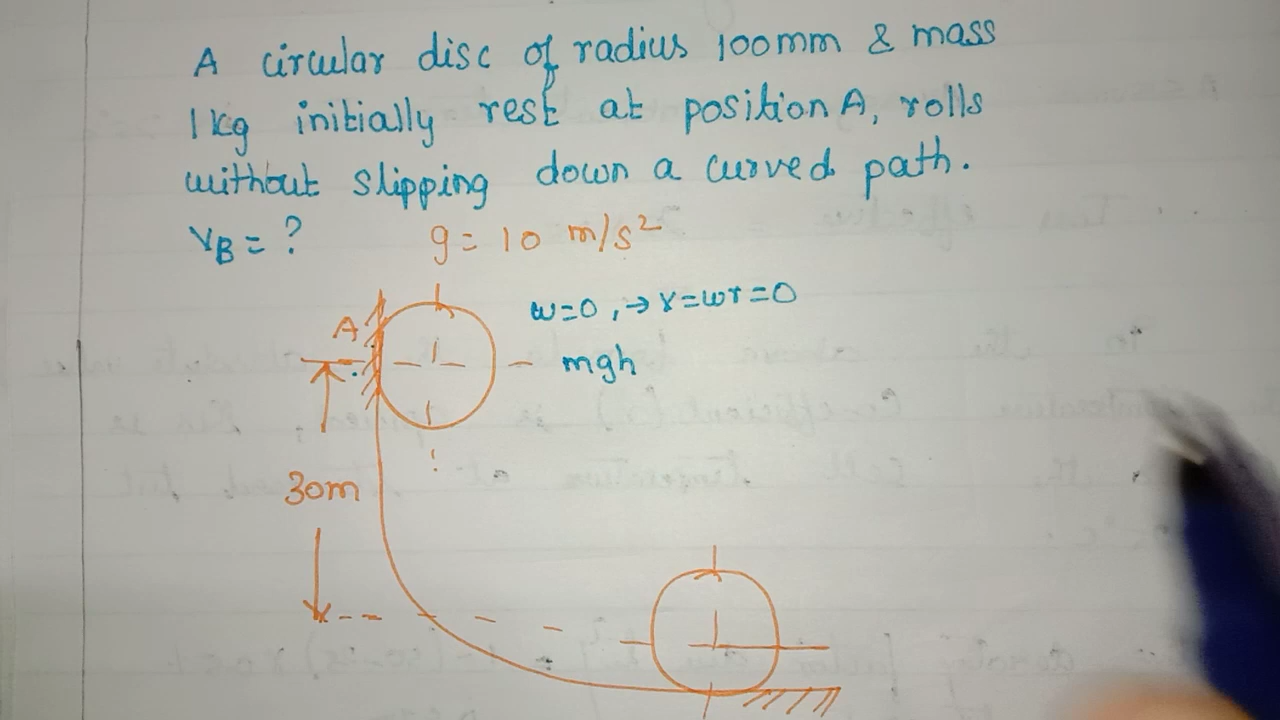 A circular disc of radius 100mm & mass
1kg initially rest at position A, rolls
without slipping down a curved path.
VB = ? g = 10 m/s²
ω=0, → v=ωr=0
A
mgh
30m